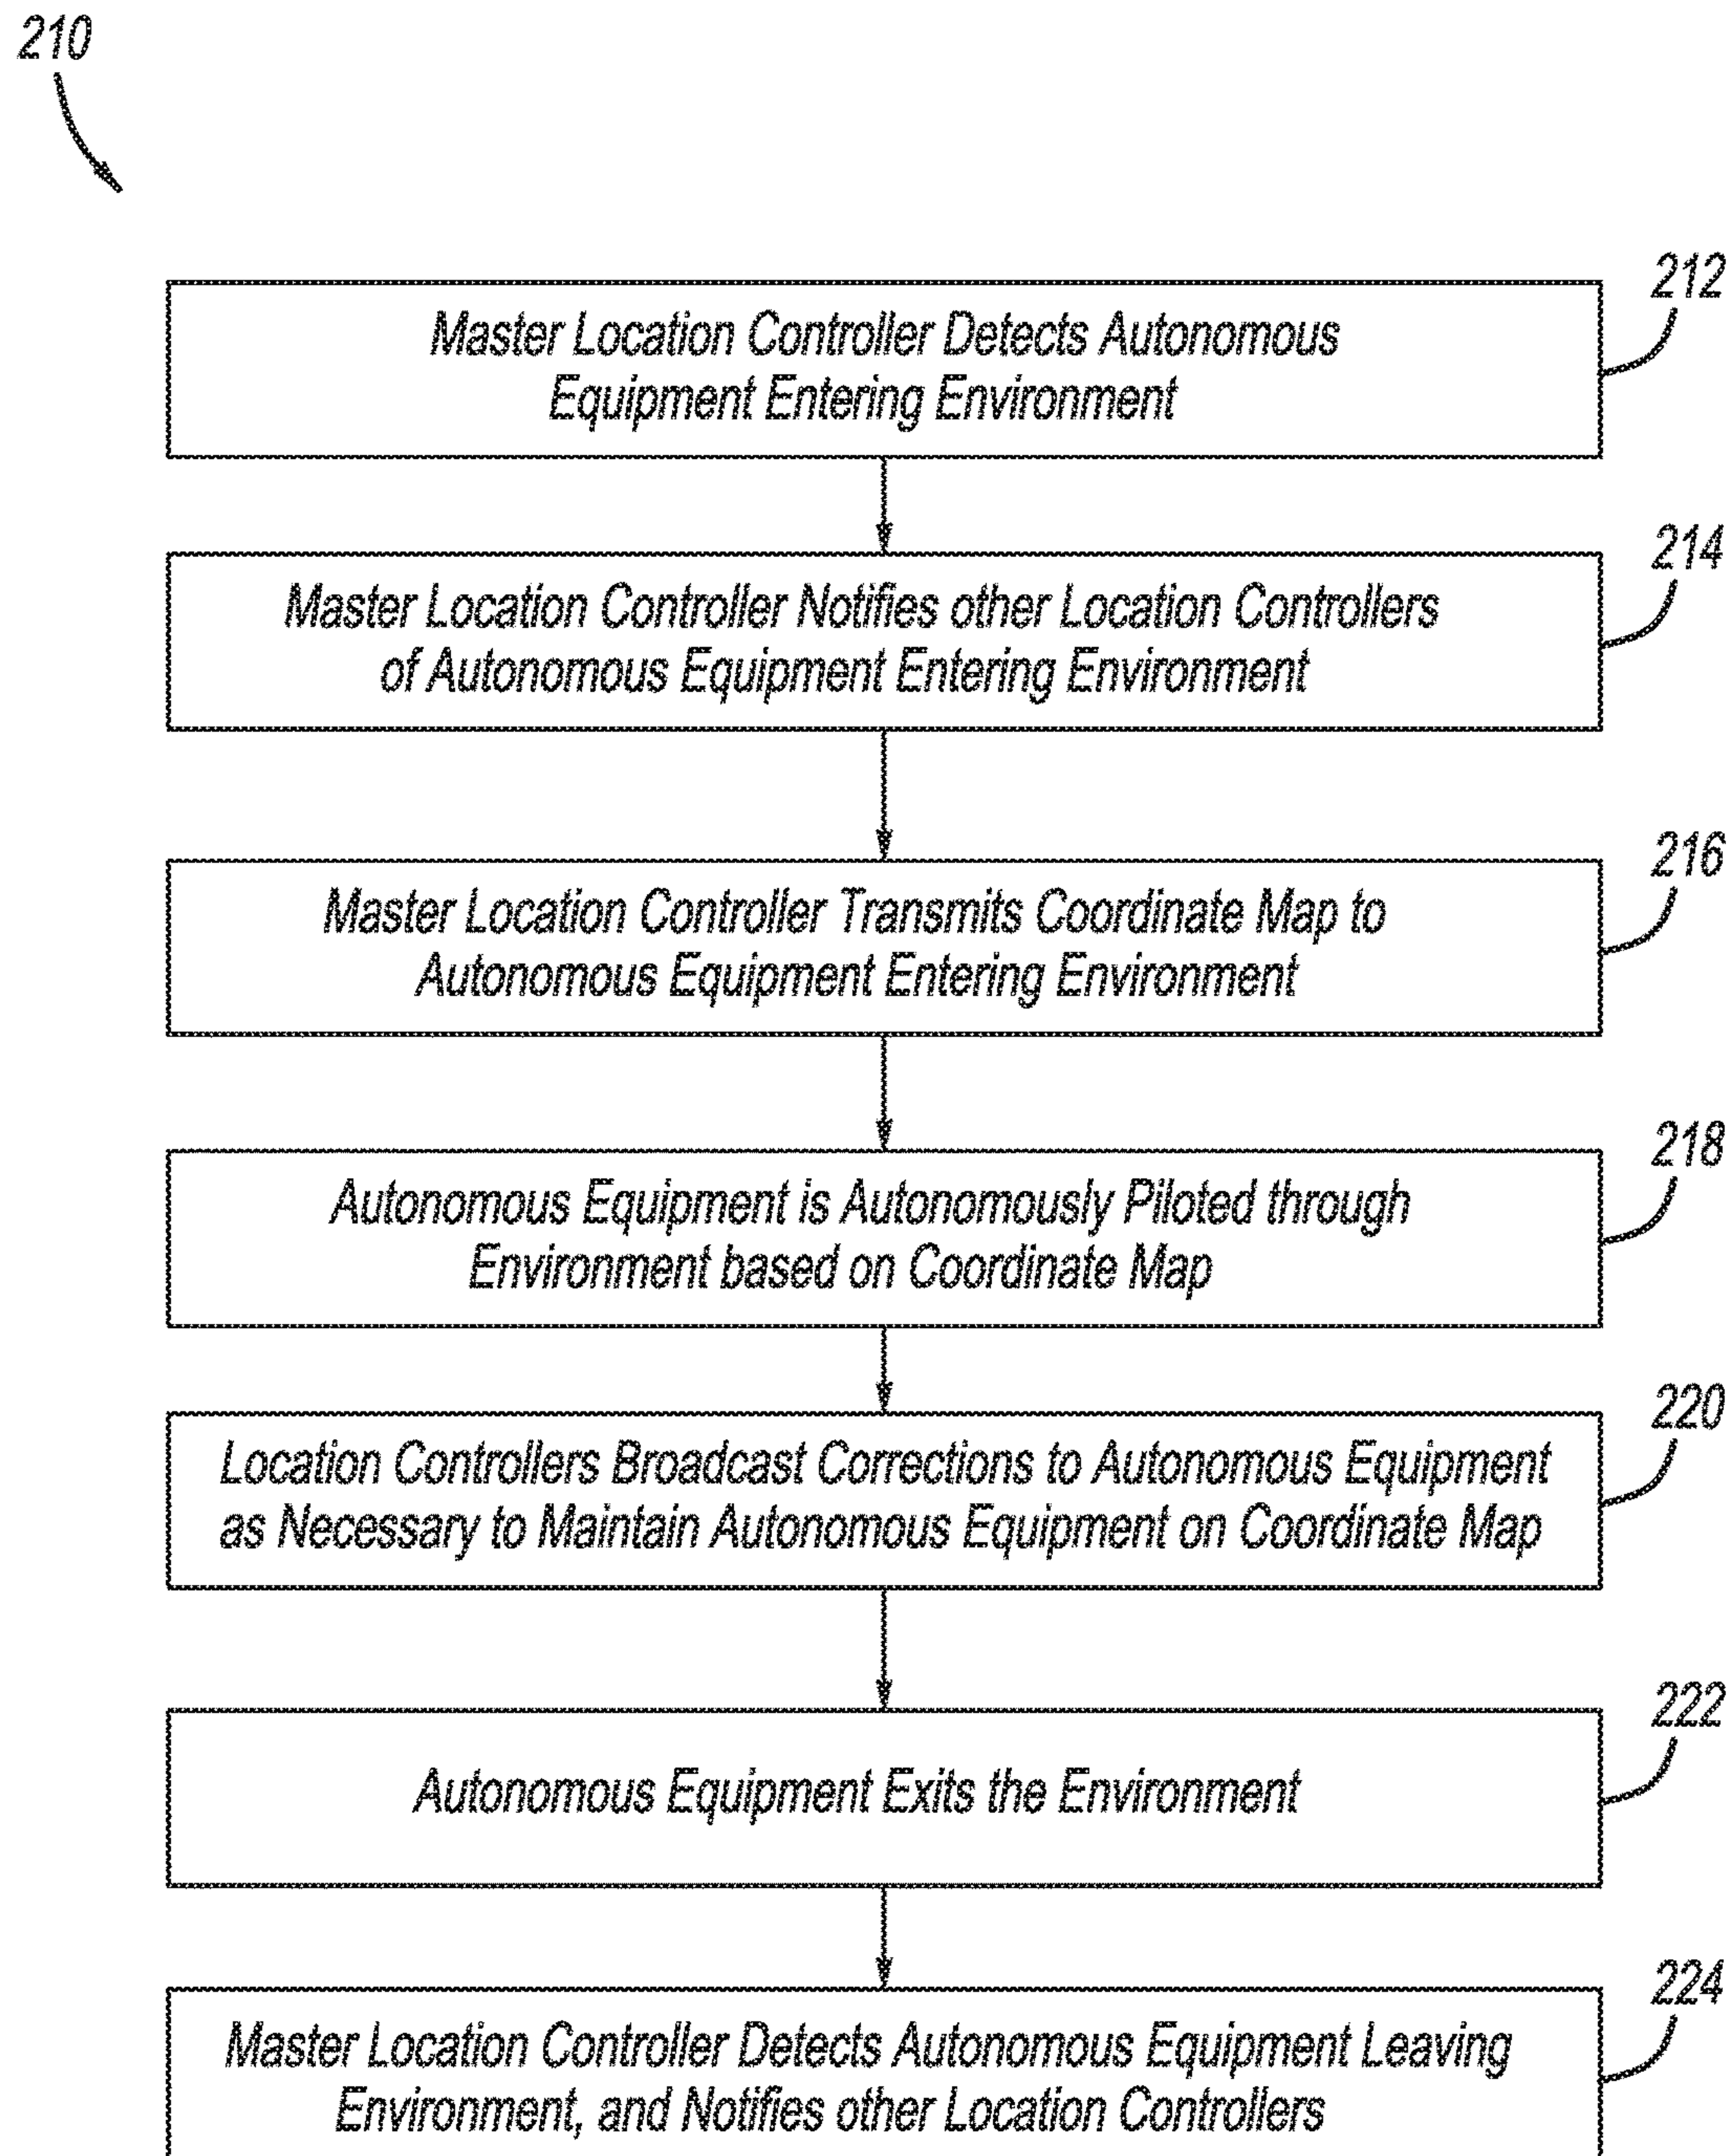 210
212
Master Location Controller Detects Autonomous
Equipment Entering Environment
214
Master Location Controller Notifies other Location Controllers
of Autonomous Equipment Entering Environment
216
Master Location Controller Transmits Coordinate Map to
Autonomous Equipment Entering Environment
218
Autonomous Equipment is Autonomously Piloted through
Environment based on Coordinate Map
220
Location Controllers Broadcast Corrections to Autonomous Equipment
as Necessary to Maintain Autonomous Equipment on Coordinate Map
222
Autonomous Equipment Exits the Environment
224
Master Location Controller Detects Autonomous Equipment Leaving
Environment, and Notifies other Location Controllers